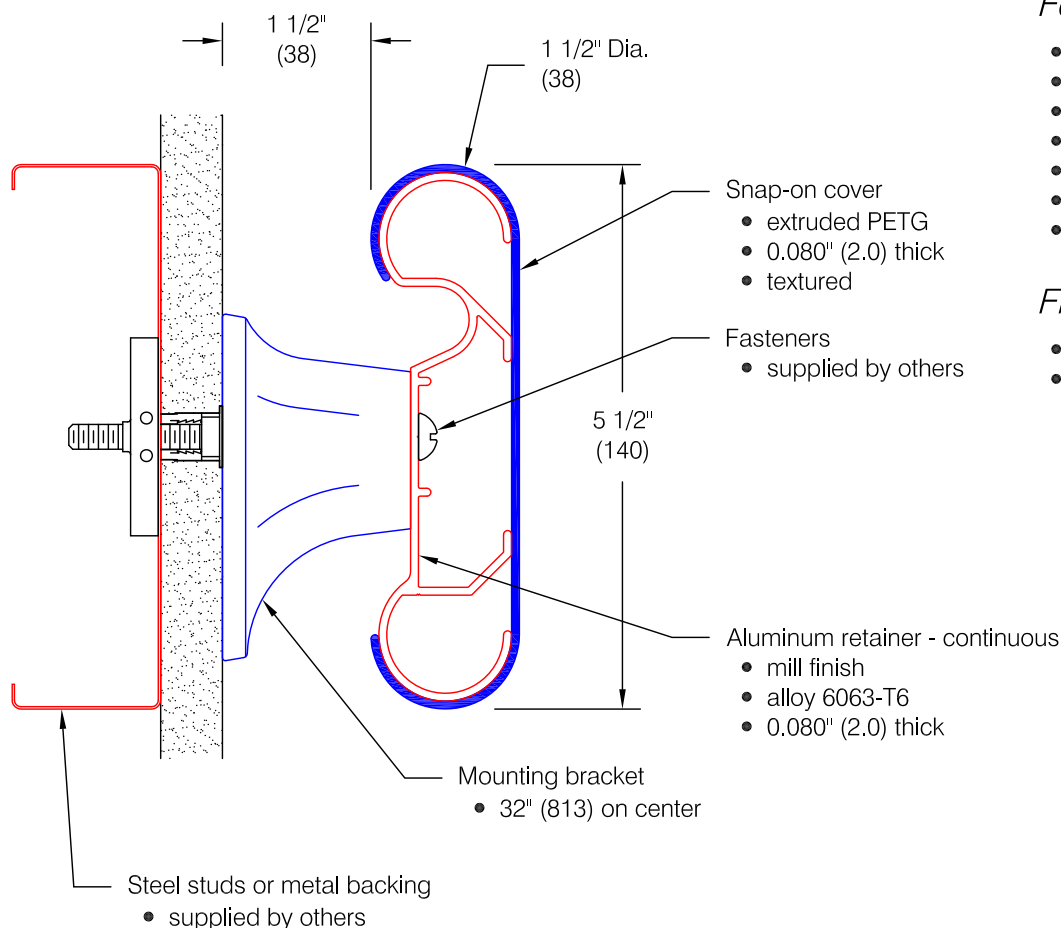 1 1/2"
(38)
1 1/2" Dia.
(38)
Snap-on cover
• extruded PETG
• 0.080" (2.0) thick
• textured
Fasteners
• supplied by others
5 1/2"
(140)
Aluminum retainer - continuous
• mill finish
• alloy 6063-T6
• 0.080" (2.0) thick
Mounting bracket
• 32" (813) on center
Steel studs or metal backing
• supplied by others